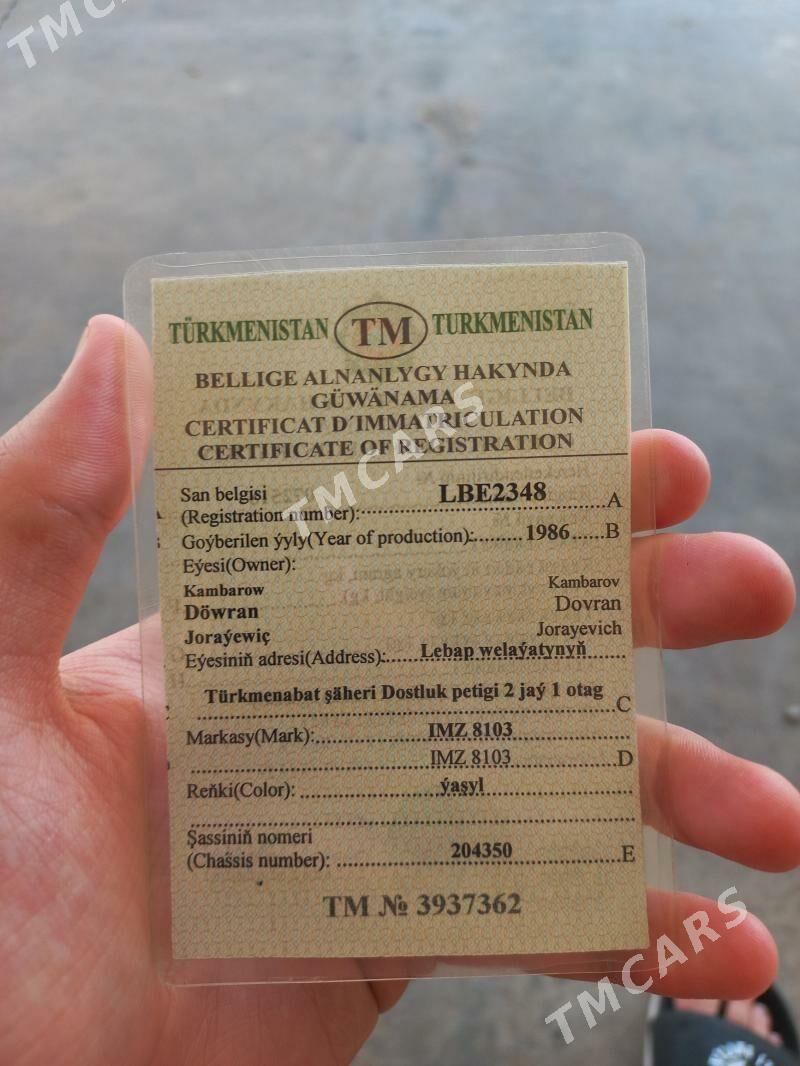 TMCARS
TÜRKMENISTAN TM TURKMENISTAN
BELLIGE ALNANLYGY HAKYNDA
GÜWÄNAMA
CERTIFICAT D'IMMATRICULATION
CERTIFICATE OF REGISTRATION
TMCARS
San belgisi
(Registration number): LBE2348 A
Goýberilen ýyly(Year of production): 1986 B
Eýesi(Owner):
Kambarow Kambarov
Döwran Dovran
Joraýewiç Jorayevich
Eýesiniň adresi(Address): Lebap welaýatynyň
Türkmenabat şäheri Dostluk petigi 2 jaý 1 otag C
Markasy(Mark): IMZ 8103
IMZ 8103 D
Reňki(Color): ýaşyl
Şassiniň nomeri
(Chassis number): 204350 E
TM № 3937362
TMCARS